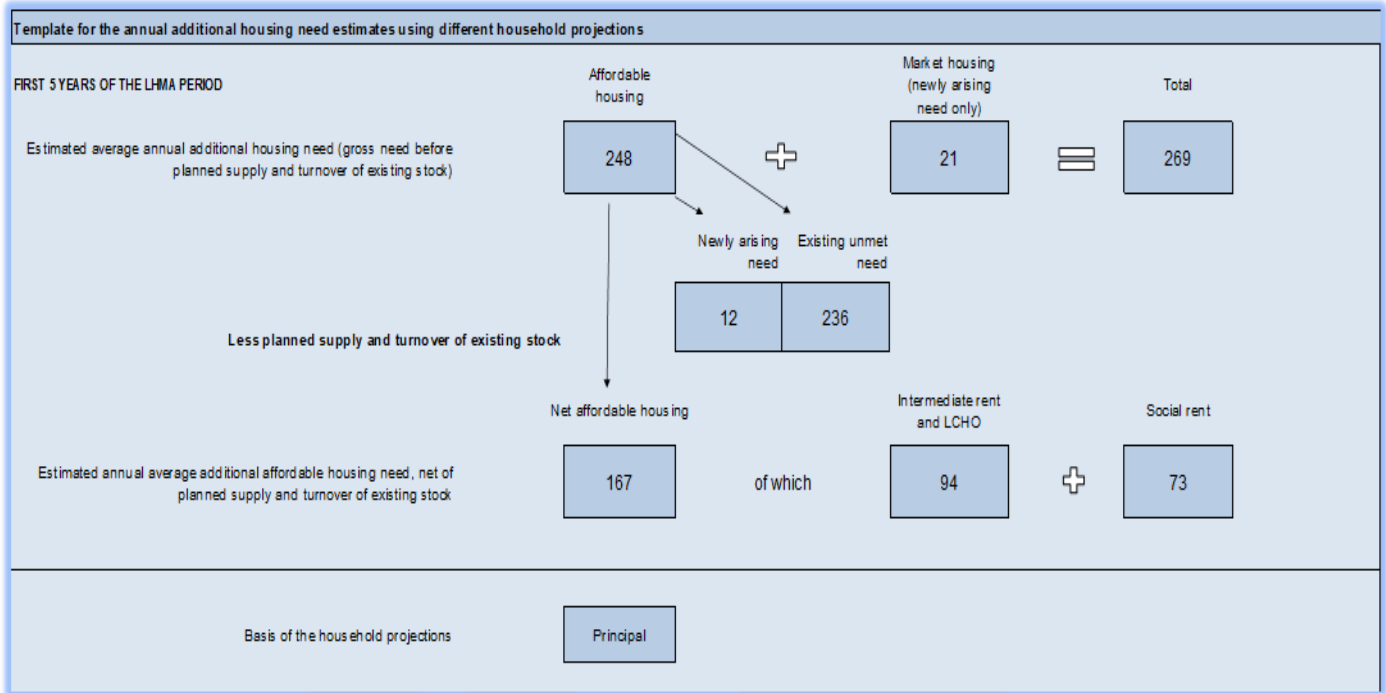 Template for the annual additional housing need estimates using different household projections
FIRST 5 YEARS OF THE LHMA PERIOD
Affordable
housing
Market housing
(newly arising
need only)
Total
Estimated average annual additional housing need (gross need before
planned supply and turnover of existing stock)
248
21
269
Newly arising
need
Existing unmet
need
12
236
Less planned supply and turnover of existing stock
Net affordable housing
Intermediate rent
and LCHO
Social rent
Estimated annual average additional affordable housing need, net of
planned supply and turnover of existing stock
167
of which
94
73
Basis of the household projections
Principal